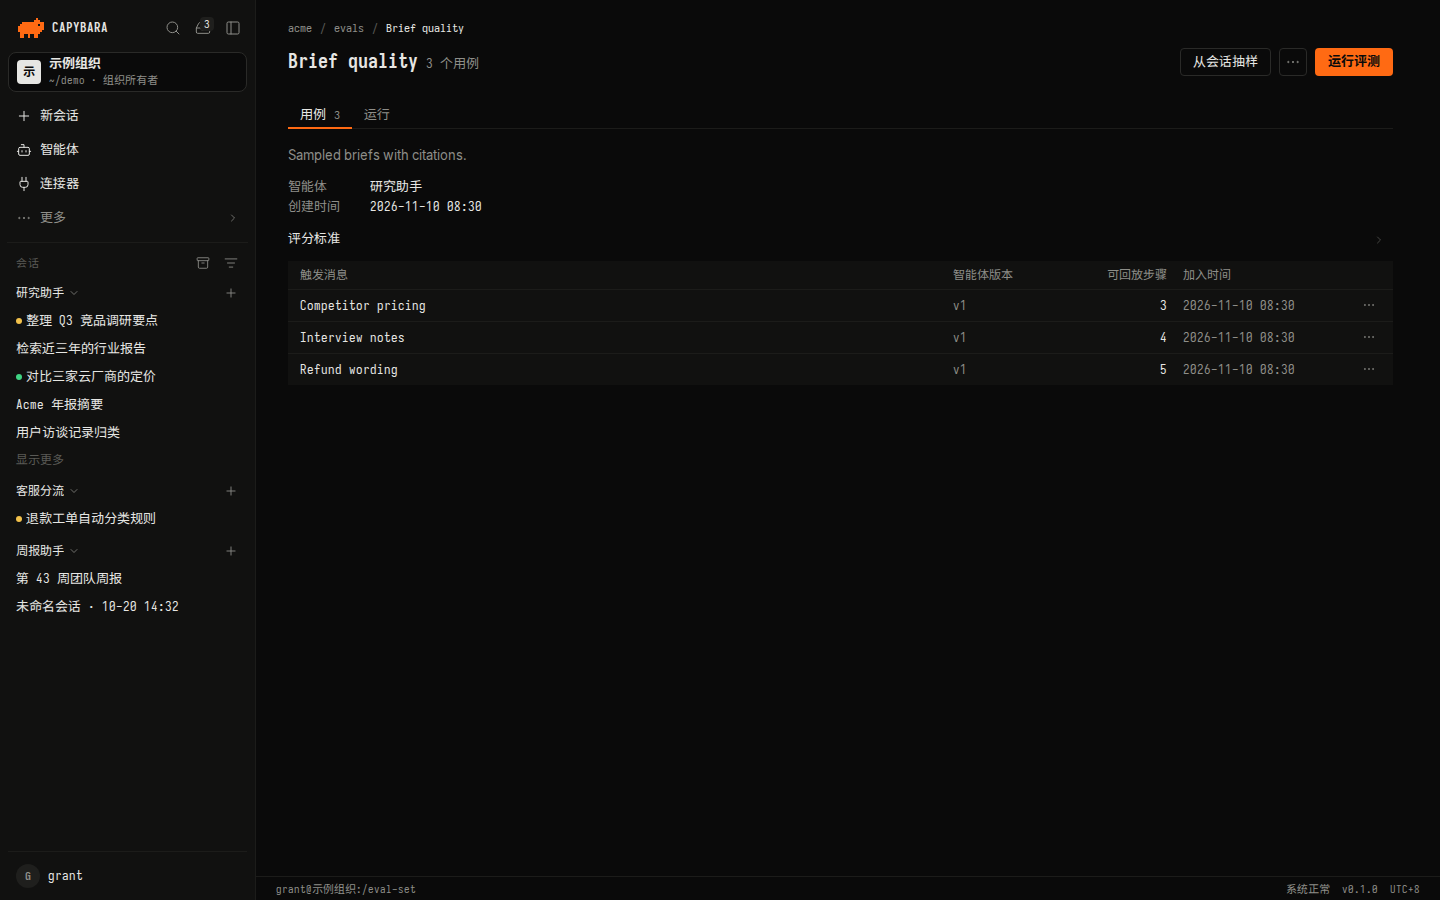 CAPYBARA
3
示 示例组织
~/demo · 组织所有者
新会话
智能体
连接器
更多
会话
研究助手
整理 Q3 竞品调研要点
检索近三年的行业报告
对比三家云厂商的定价
Acme 年报摘要
用户访谈记录归类
显示更多
客服分流
退款工单自动分类规则
周报助手
第 43 周团队周报
未命名会话 · 10-20 14:32
G grant
acme / evals / Brief quality
Brief quality 3 个用例
从会话抽样 ··· 运行评测
用例 3 运行
Sampled briefs with citations.
智能体 研究助手
创建时间 2026-11-10 08:30
评分标准
触发消息 智能体版本 可回放步骤 加入时间
Competitor pricing v1 3 2026-11-10 08:30 ···
Interview notes v1 4 2026-11-10 08:30 ···
Refund wording v1 5 2026-11-10 08:30 ···
grant@示例组织:/eval-set
系统正常 v0.1.0 UTC+8